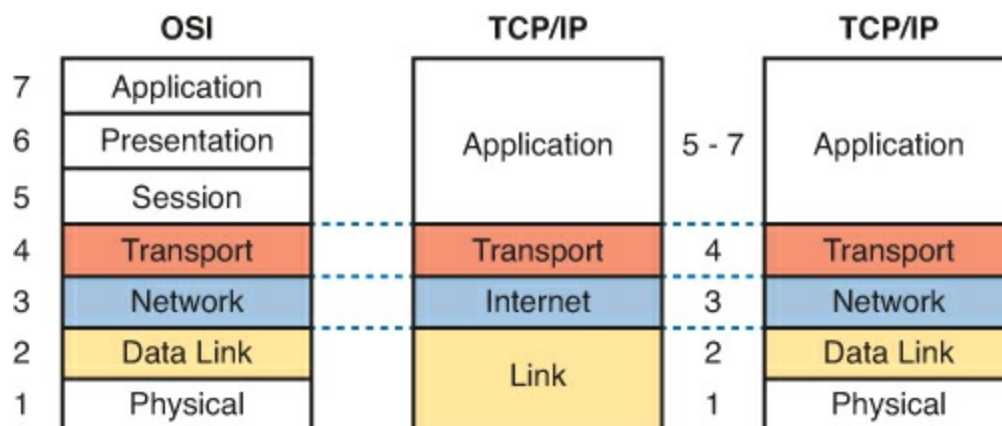 OSI TCP/IP TCP/IP
7 Application
6 Presentation Application 5 - 7 Application
5 Session
4 Transport Transport 4 Transport
3 Network Internet 3 Network
2 Data Link 2 Data Link
Link
1 Physical 1 Physical